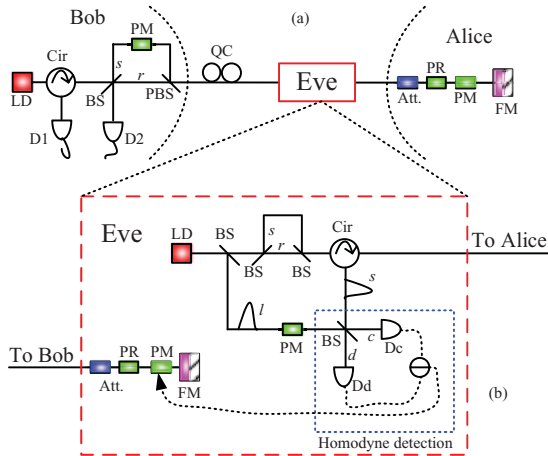 Bob
(a)
Alice
PM
QC
Cir
s
r
Eve
LD
BS
PBS
Att.
PR
PM
FM
D1
D2
Eve
Cir
LD
BS
s
r
BS
BS
To Alice
s
l
PM
BS
c
Dc
d
Dd
To Bob
Att.
PR
PM
FM
(b)
Homodyne detection